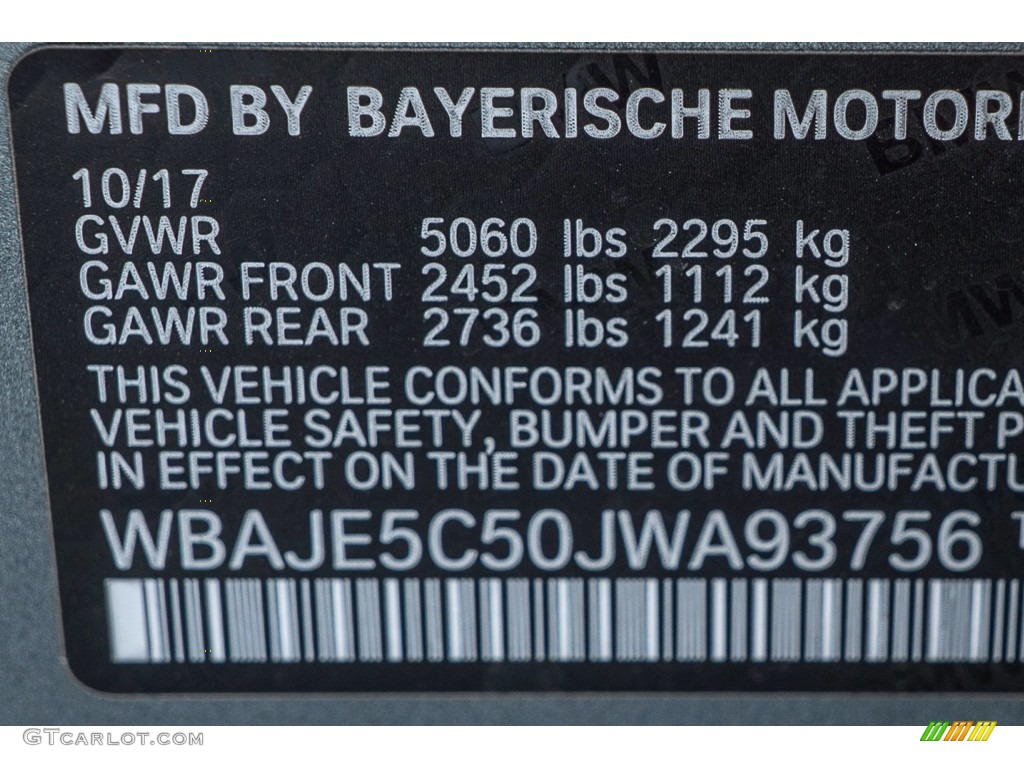 MFD BY BAYERISCHE MOTOR
10/17
GVWR 5060 lbs 2295 kg
GAWR FRONT 2452 lbs 1112 kg
GAWR REAR 2736 lbs 1241 kg
THIS VEHICLE CONFORMS TO ALL APPLICA
VEHICLE SAFETY, BUMPER AND THEFT P
IN EFFECT ON THE DATE OF MANUFACTU
WBAJE5C50JWA93756
GTcarlot.com